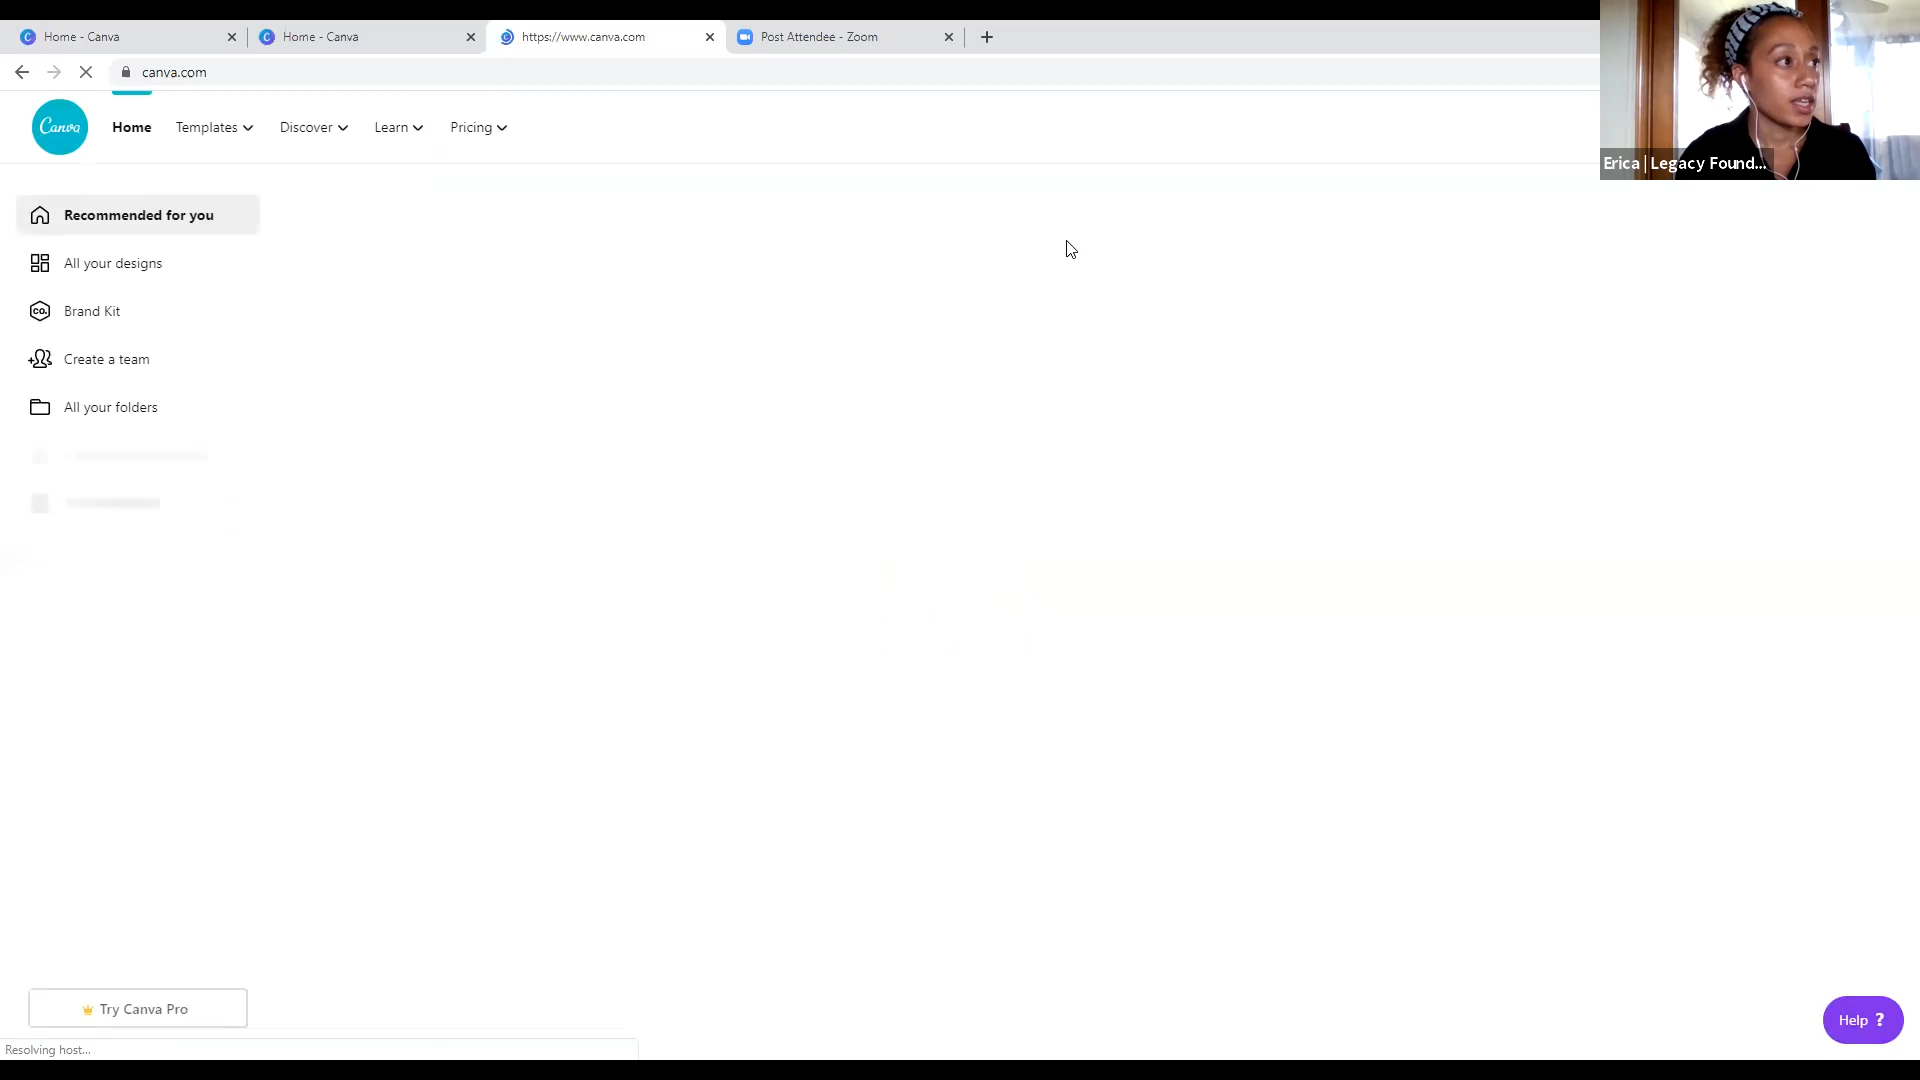 Home - Canva
Home - Canva
https://www.canva.com
Post Attendee - Zoom
canva.com
Canva
Home
Templates
Discover
Learn
Pricing
Erica | Legacy Found...
Recommended for you
All your designs
CO.
Brand Kit
Create a team
All your folders
Try Canva Pro
Help ?
Resolving host...